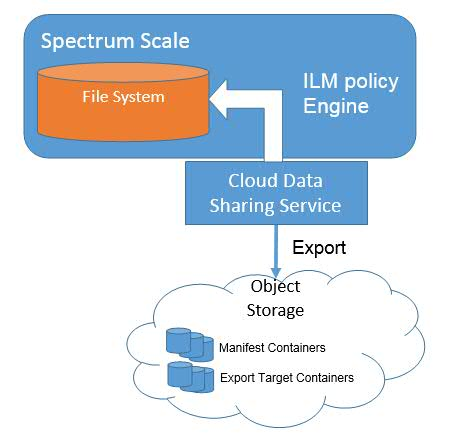 Spectrum Scale
File System
ILM policy
Engine
Cloud Data
Sharing Service
Export
Object
Storage
Manifest Containers
Export Target Containers